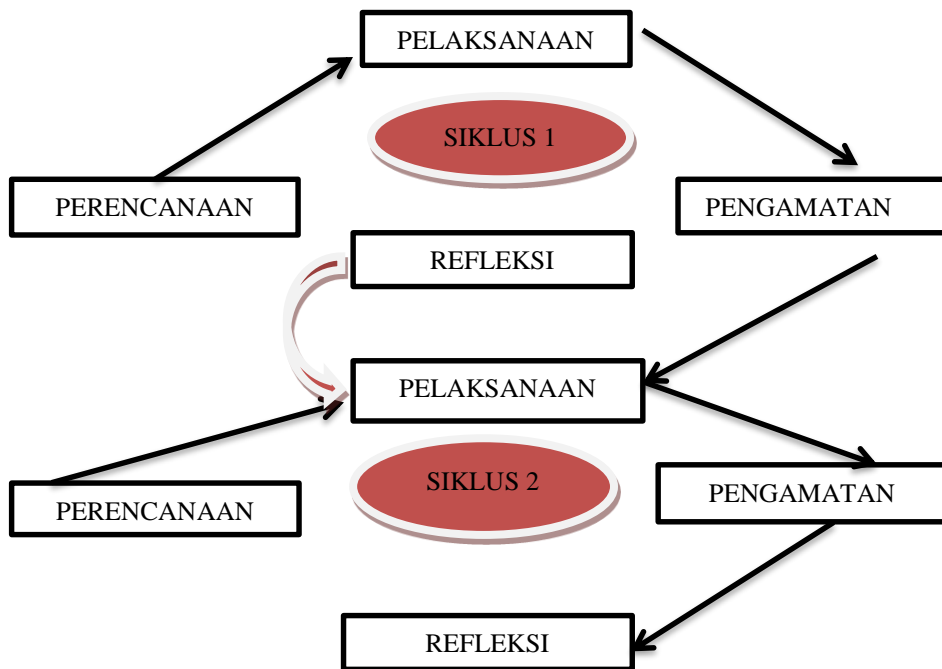 PELAKSANAAN
SIKLUS 1
PERENCANAAN
PENGAMATAN
REFLEKSI
PELAKSANAAN
SIKLUS 2
PENGAMATAN
PERENCANAAN
REFLEKSI